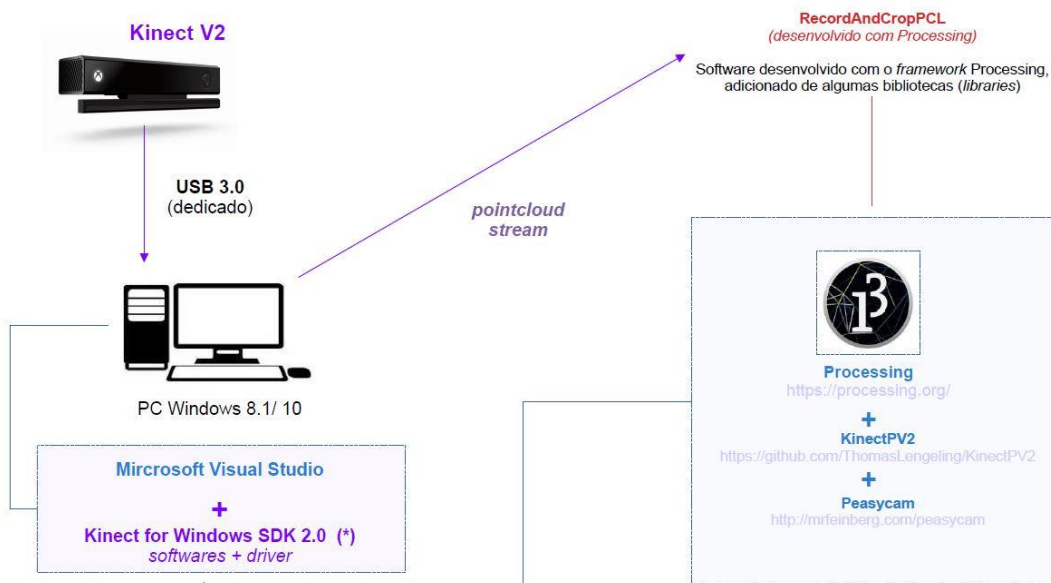 Kinect V2
USB 3.0
(dedicado)
PC Windows 8.1/ 10
Mircrosoft Visual Studio
+
Kinect for Windows SDK 2.0 (*)
softwares + driver
pointcloud
stream
RecordAndCropPCL
(desenvolvido com Processing)
Software desenvolvido com o framework Processing,
adicionado de algumas bibliotecas (libraries)
3
Processing
https://processing.org/
+
KinectPV2
https://github.com/ThomasLengeling/KinectPV2
+
Peasycam
http://mrfeinberg.com/peasycam